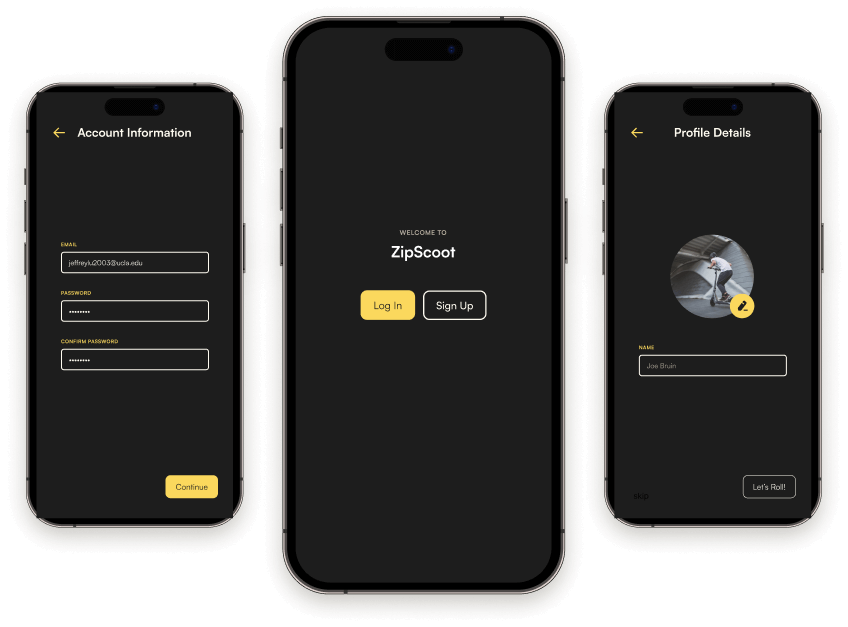 Account Information
EMAIL
jeffreylu2003@ucla.edu
PASSWORD
••••••••
CONFIRM PASSWORD
••••••••
Continue
WELCOME TO
ZipScoot
Log In
Sign Up
Profile Details
NAME
Joe Bruin
Skip
Let's Roll!